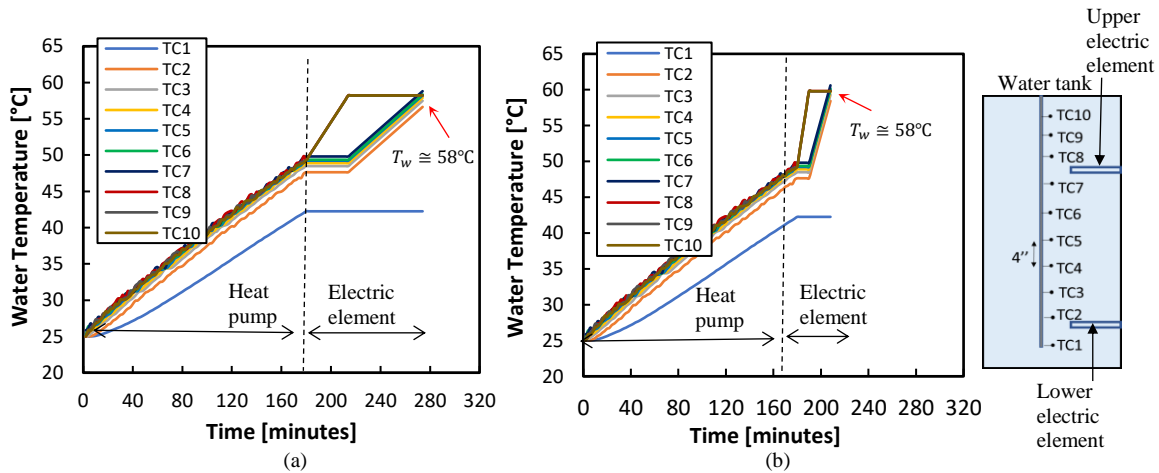 65
60
55
50
45
40
35
30
25
20
Water Temperature [°C]
TC1
TC2
TC3
TC4
TC5
TC6
TC7
TC8
TC9
TC10
T_w ≅ 58°C
Heat
pump
Electric
element
0 40 80 120 160 200 240 280 320
Time [minutes]
(a)
65
60
55
50
45
40
35
30
25
20
Water Temperature [°C]
TC1
TC2
TC3
TC4
TC5
TC6
TC7
TC8
TC9
TC10
T_w ≅ 58°C
Heat
pump
Electric
element
0 40 80 120 160 200 240 280 320
Time [minutes]
(b)
Upper
electric
element
Water tank
TC10
TC9
TC8
TC7
TC6
TC5
4’’
TC4
TC3
TC2
TC1
Lower
electric
element